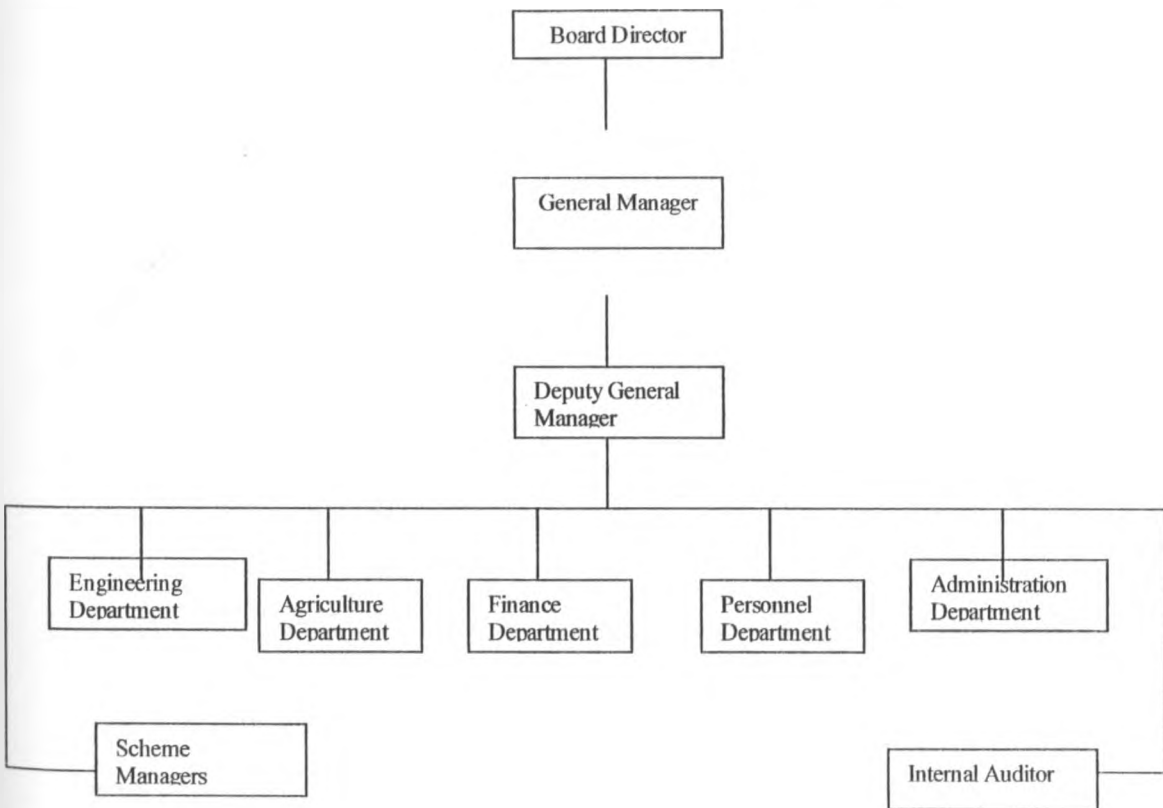 Board Director
General Manager
Deputy General
Manager
Engineering
Department
Agriculture
Department
Finance
Department
Personnel
Department
Administration
Department
Scheme
Managers
Internal Auditor